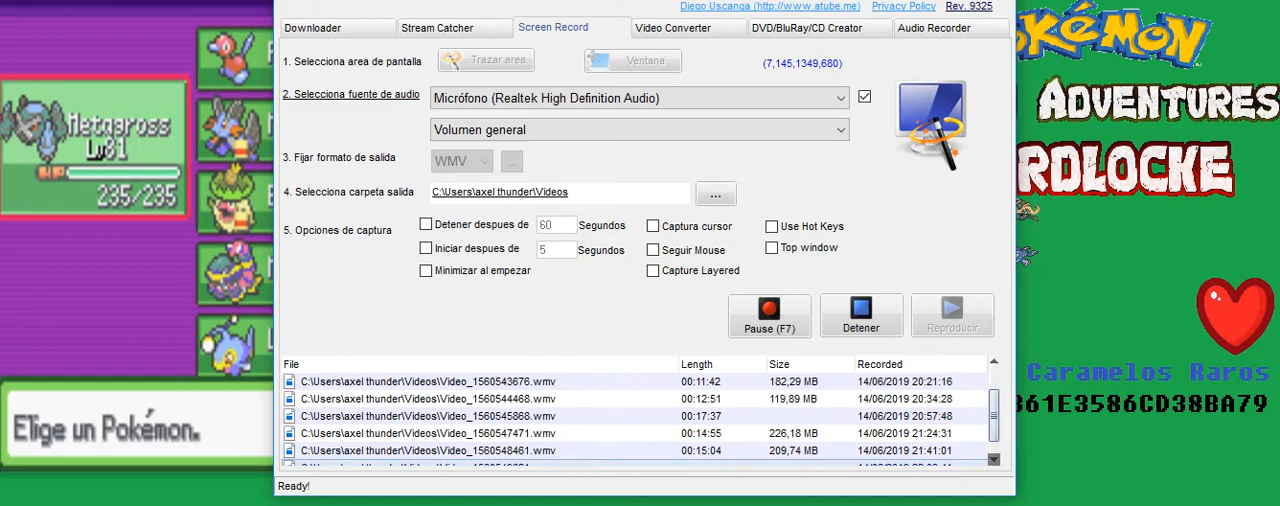 Diego Uscanga (http://www.atube.me) Privacy Policy Rev. 9325
Downloader Stream Catcher Screen Record Video Converter DVD/BluRay/CD Creator Audio Recorder
1. Selecciona area de pantalla Trazar area Ventana (7,145,1349,680)
2. Selecciona fuente de audio Micrófono (Realtek High Definition Audio)
Volumen general
3. Fijar formato de salida WMV ...
4. Selecciona carpeta salida C:\Users\axel thunder\Videos ...
5. Opciones de captura
Detener despues de 60 Segundos Captura cursor Use Hot Keys
Iniciar despues de 5 Segundos Seguir Mouse Top window
Minimizar al empezar Capture Layered
Pause (F7) Detener Reproducir
File Length Size Recorded
C:\Users\axel thunder\Videos\Video_1560543676.wmv 00:11:42 182,29 MB 14/06/2019 20:21:16
C:\Users\axel thunder\Videos\Video_1560544468.wmv 00:12:51 119,89 MB 14/06/2019 20:34:28
C:\Users\axel thunder\Videos\Video_1560545868.wmv 00:17:37 14/06/2019 20:57:48
C:\Users\axel thunder\Videos\Video_1560547471.wmv 00:14:55 226,18 MB 14/06/2019 21:24:31
C:\Users\axel thunder\Videos\Video_1560548461.wmv 00:15:04 209,74 MB 14/06/2019 21:41:01
Ready!
Metagross
Lv81
HP
235/235
Elige un Pokémon.
POKéMON
ADVENTURES
RDLOCKE
Caramelos Raros
361E3586CD38BA79